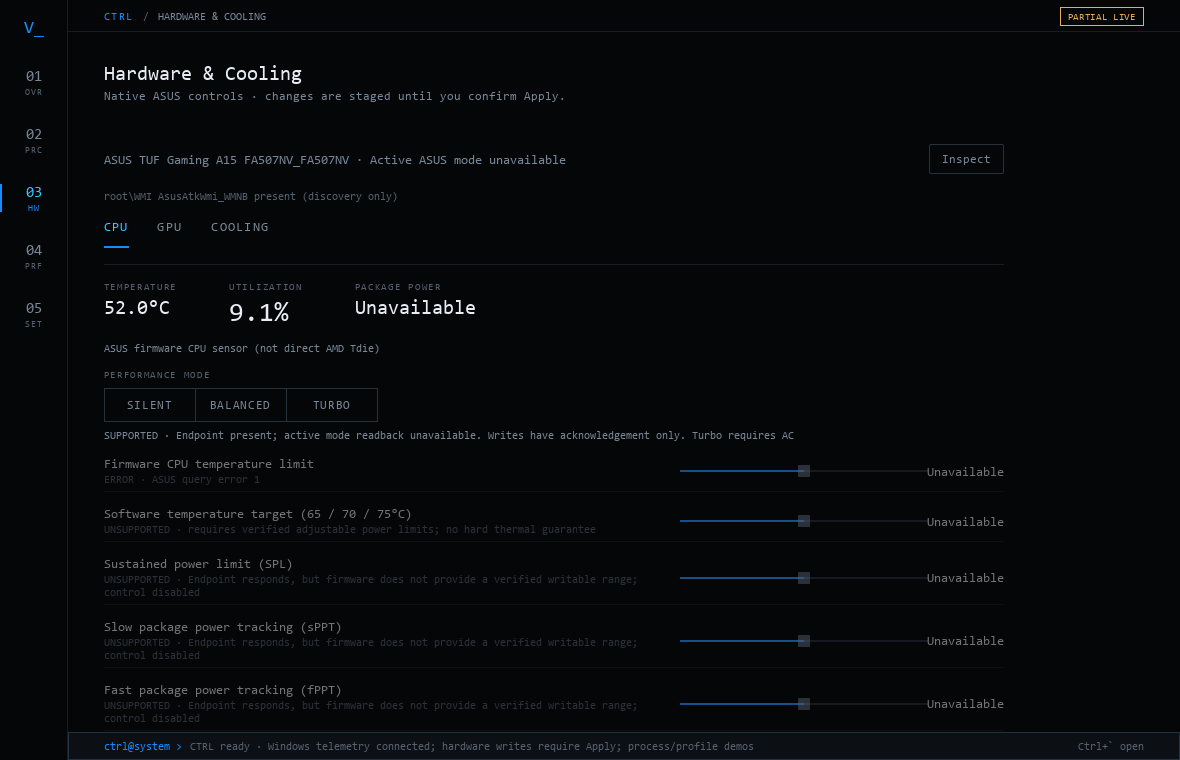 V_
CTRL / HARDWARE & COOLING
PARTIAL LIVE
01
OVR
02
PRC
03
HW
04
PRF
05
SET
Hardware & Cooling
Native ASUS controls · changes are staged until you confirm Apply.
ASUS TUF Gaming A15 FA507NV_FA507NV · Active ASUS mode unavailable
Inspect
root\WMI AsusAtkWmi_WMNB present (discovery only)
CPU GPU COOLING
TEMPERATURE UTILIZATION PACKAGE POWER
52.0°C 9.1% Unavailable
ASUS firmware CPU sensor (not direct AMD Tdie)
PERFORMANCE MODE
SILENT BALANCED TURBO
SUPPORTED · Endpoint present; active mode readback unavailable. Writes have acknowledgement only. Turbo requires AC
Firmware CPU temperature limit
ERROR · ASUS query error 1
Unavailable
Software temperature target (65 / 70 / 75°C)
UNSUPPORTED · requires verified adjustable power limits; no hard thermal guarantee
Unavailable
Sustained power limit (SPL)
UNSUPPORTED · Endpoint responds, but firmware does not provide a verified writable range;
control disabled
Unavailable
Slow package power tracking (sPPT)
UNSUPPORTED · Endpoint responds, but firmware does not provide a verified writable range;
control disabled
Unavailable
Fast package power tracking (fPPT)
UNSUPPORTED · Endpoint responds, but firmware does not provide a verified writable range;
control disabled
Unavailable
ctrl@system › CTRL ready · Windows telemetry connected; hardware writes require Apply; process/profile demos
Ctrl+` open